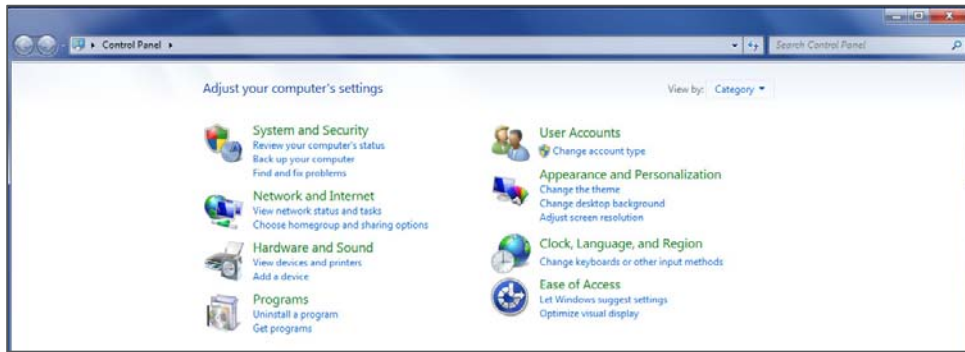 Control Panel
Search Control Panel
Adjust your computer's settings
View by: Category
System and Security
Review your computer's status
Back up your computer
Find and fix problems
Network and Internet
View network status and tasks
Choose homegroup and sharing options
Hardware and Sound
View devices and printers
Add a device
Programs
Uninstall a program
Get programs
User Accounts
Change account type
Appearance and Personalization
Change the theme
Change desktop background
Adjust screen resolution
Clock, Language, and Region
Change keyboards or other input methods
Ease of Access
Let Windows suggest settings
Optimize visual display